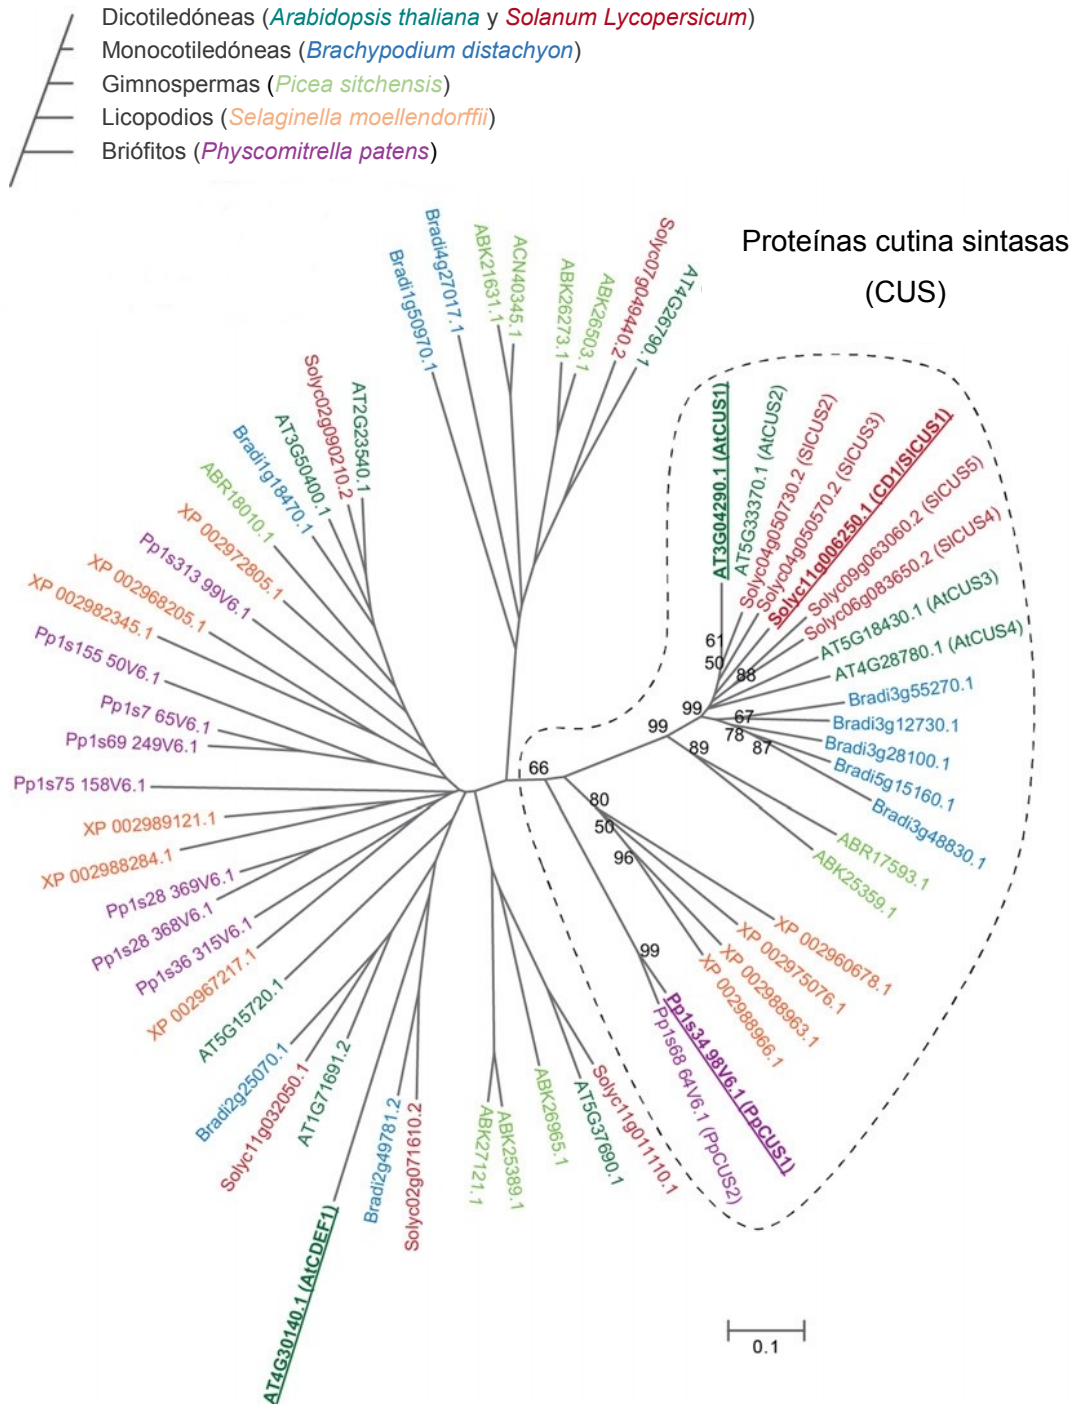 Dicotiledóneas (Arabidopsis thaliana y Solanum Lycopersicum)
Monocotiledóneas (Brachypodium distachyon)
Gimnospermas (Picea sitchensis)
Licopodios (Selaginella moellendorffii)
Briófitos (Physcomitrella patens)
Proteínas cutina sintasas
(CUS)
Bradi1g50970.1
Bradi4g27017.1
ABK21631.1
ACN40345.1
ABK26273.1
ABK26503.1
Solyc07g049440.2
AT4G26790.1
AT3G04290.1 (AtCUS1)
AT5G33370.1 (AtCUS2)
Solyc04g050730.2 (SlCUS2)
Solyc04g050570.2 (SlCUS3)
Solyc11g006250.1 (CD1/SlCUS1)
Solyc09g063060.2 (SlCUS5)
Solyc06g083650.2 (SlCUS4)
AT5G18430.1 (AtCUS3)
AT4G28780.1 (AtCUS4)
Bradi3g55270.1
Bradi3g12730.1
Bradi3g28100.1
Bradi5g15160.1
Bradi3g48830.1
ABR17593.1
ABK25359.1
XP 002960678.1
XP 002975076.1
XP 002988963.1
XP 002988966.1
Pp1s34 98V6.1 (PpCUS1)
Pp1s68 64V6.1 (PpCUS2)
Solyc11g011110.1
AT5G37690.1
ABK26965.1
ABK25389.1
ABK27121.1
Solyc02g071610.2
Bradi2g49781.2
AT4G30140.1 (AtCDEF1)
AT1G71691.2
Solyc11g032050.1
Bradi2g25070.1
AT5G15720.1
XP 002967217.1
Pp1s36 315V6.1
Pp1s28 368V6.1
Pp1s28 369V6.1
XP 002988284.1
XP 002989121.1
Pp1s75 158V6.1
Pp1s69 249V6.1
Pp1s7 65V6.1
Pp1s155 50V6.1
XP 002982345.1
XP 002968205.1
Pp1s313 99V6.1
XP 002972805.1
ABR18010.1
Bradi1g18470.1
AT3G50400.1
Solyc02g090210.2
AT2G23540.1
61
50
88
99
67
78
87
99
89
66
80
50
96
99
0.1